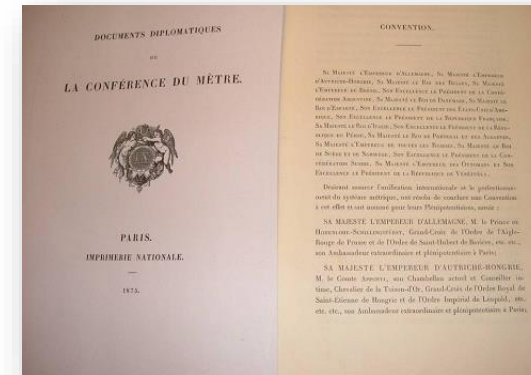 DOCUMENTS DIPLOMATIQUES
DE
LA CONFÉRENCE DU MÈTRE.
PARIS.
IMPRIMERIE NATIONALE.
1875.
CONVENTION.
SA MAJESTÉ L'EMPEREUR D'ALLEMAGNE, SA MAJESTÉ L'EMPEREUR
D'AUTRICHE-HONGRIE, SA MAJESTÉ LE ROI DES BELGES, SA MAJESTÉ
L'EMPEREUR DU BRÉSIL, SON EXCELLENCE LE PRÉSIDENT DE LA CONFÉ-
DÉRATION ARGENTINE, SA MAJESTÉ LE ROI DE DANEMARK, SA MAJESTÉ LE
ROI D'ESPAGNE, SON EXCELLENCE LE PRÉSIDENT DES ÉTATS-UNIS D'AMÉ-
RIQUE, SON EXCELLENCE LE PRÉSIDENT DE LA RÉPUBLIQUE FRANÇAISE,
SA MAJESTÉ LE ROI D'ITALIE, SON EXCELLENCE LE PRÉSIDENT DE LA RÉPU-
BLIQUE DU PÉROU, SA MAJESTÉ LE ROI DE PORTUGAL ET DES ALGARVES,
SA MAJESTÉ L'EMPEREUR DE TOUTES LES RUSSIES, SA MAJESTÉ LE ROI
DE SUÈDE ET DE NORWÉGE, SON EXCELLENCE LE PRÉSIDENT DE LA CON-
FÉDÉRATION SUISSE, SA MAJESTÉ L'EMPEREUR DES OTTOMANS ET SON
EXCELLENCE LE PRÉSIDENT DE LA RÉPUBLIQUE DE VENEZUELA,
Désirant assurer l'unification internationale et le perfectionne-
ment du système métrique, ont résolu de conclure une Convention
à cet effet et ont nommé pour leurs Plénipotentiaires, savoir :
SA MAJESTÉ L'EMPEREUR D'ALLEMAGNE, M. le Prince DE
HOHENLOHE-SCHILLINGSFÜRST, Grand-Croix de l'Ordre de l'Aigle-
Rouge de Prusse et de l'Ordre de Saint-Hubert de Bavière, etc. etc.,
son Ambassadeur extraordinaire et plénipotentiaire à Paris;
SA MAJESTÉ L'EMPEREUR D'AUTRICHE-HONGRIE,
M. le Comte APPONYI, son Chambellan actuel et Conseiller in-
time, Chevalier de la Toison-d'Or, Grand-Croix de l'Ordre Royal de
Saint-Étienne de Hongrie et de l'Ordre Impérial de Léopold, etc.
etc. etc., son Ambassadeur extraordinaire et plénipotentiaire à Paris;